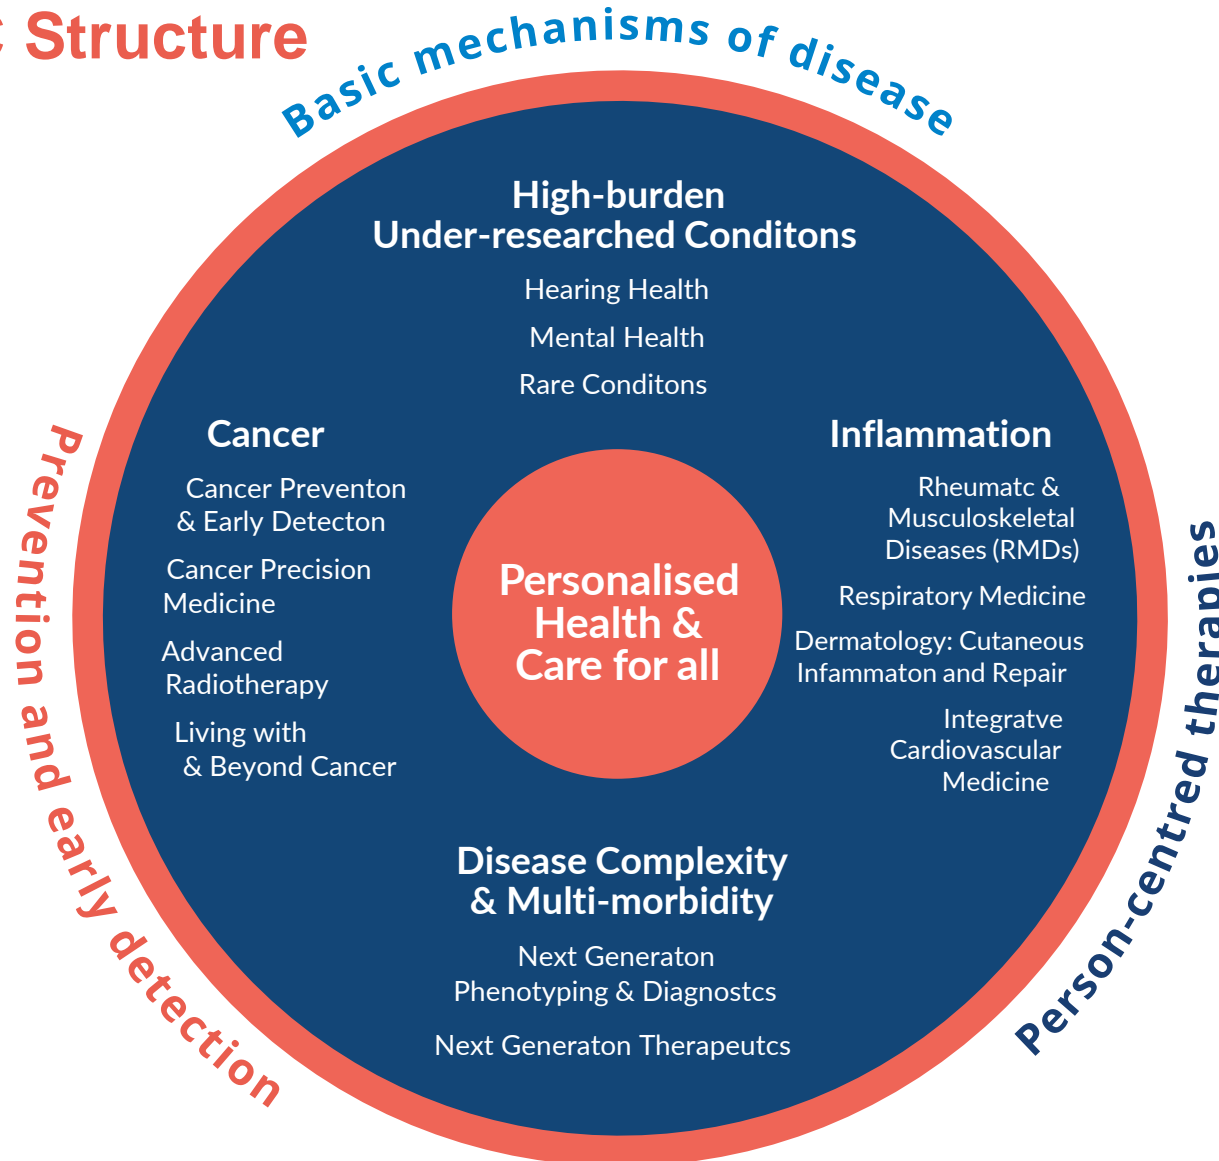 Structure
Basic mechanisms of disease
High-burden
Under-researched Conditons
Hearing Health
Mental Health
Rare Conditons
Cancer
Cancer Preventon
& Early Detecton
Cancer Precision
Medicine
Advanced
Radiotherapy
Living with
& Beyond Cancer
Personalised
Health &
Care for all
Inflammation
Rheumatc &
Musculoskeletal
Diseases (RMDs)
Respiratory Medicine
Dermatology: Cutaneous
Infammaton and Repair
Integratve
Cardiovascular
Medicine
Disease Complexity
& Multi-morbidity
Next Generaton
Phenotyping & Diagnostcs
Next Generaton Therapeutcs
Prevention and early detection
Person-centred therapies